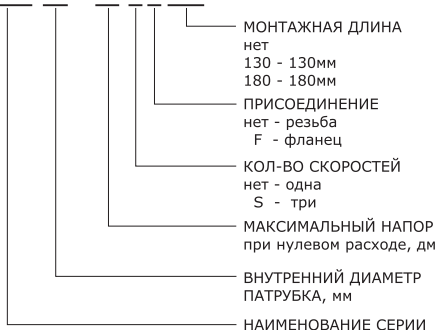 МОНТАЖНАЯ ДЛИНА
нет
130 - 130мм
180 - 180мм
ПРИСОЕДИНЕНИЕ
нет - резьба
F - фланец
КОЛ-ВО СКОРОСТЕЙ
нет - одна
S - три
МАКСИМАЛЬНЫЙ НАПОР
при нулевом расходе, дм
ВНУТРЕННИЙ ДИАМЕТР
ПАТРУБКА, мм
НАИМЕНОВАНИЕ СЕРИИ